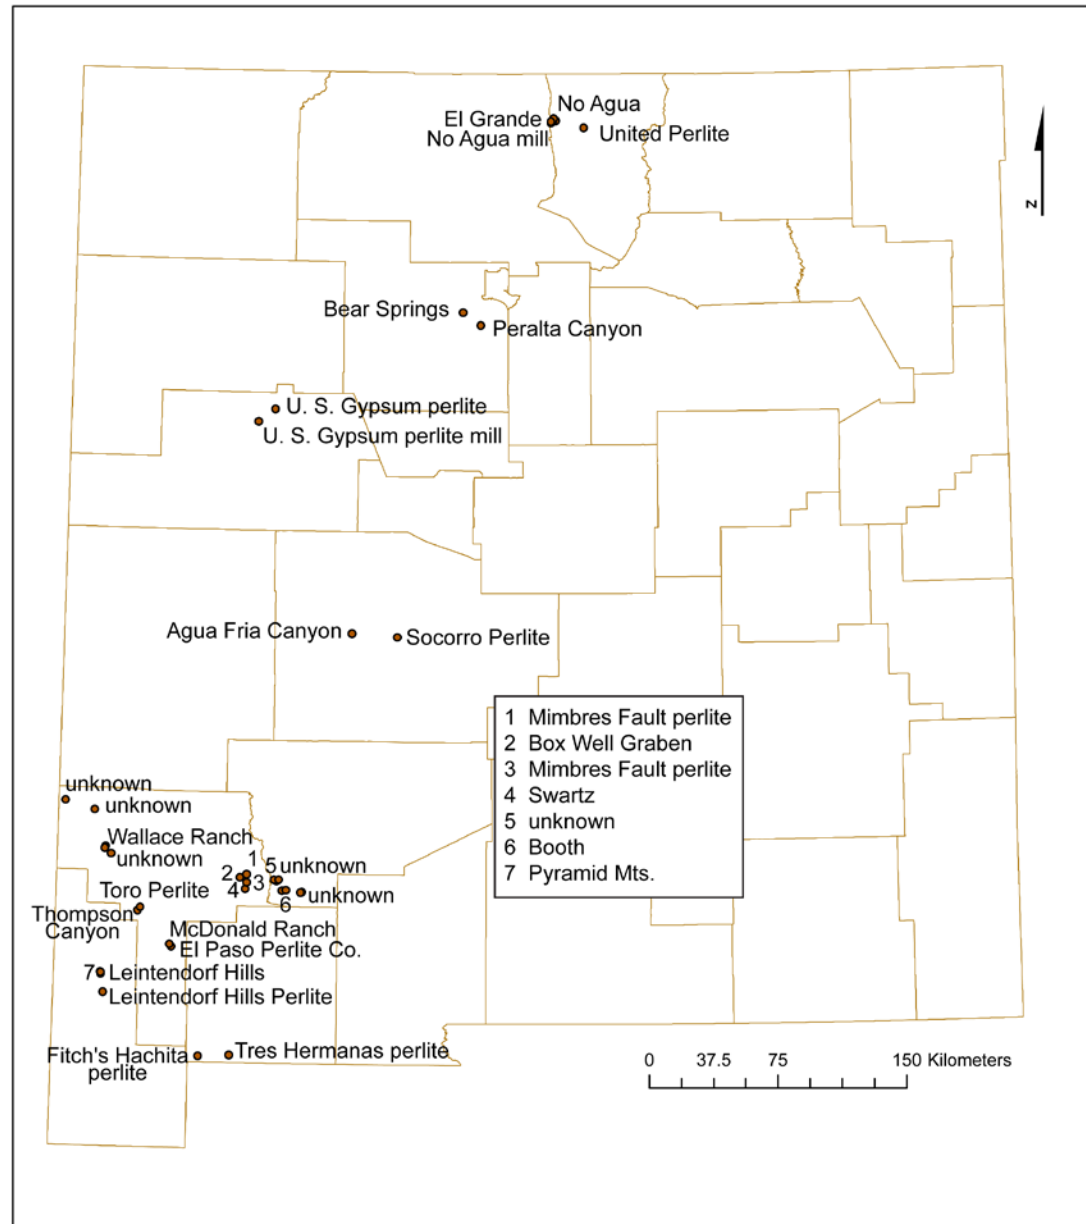 No Agua
El Grande
No Agua mill
United Perlite
N
Bear Springs
Peralta Canyon
U. S. Gypsum perlite
U. S. Gypsum perlite mill
Agua Fria Canyon
Socorro Perlite
1 Mimbres Fault perlite
2 Box Well Graben
3 Mimbres Fault perlite
4 Swartz
5 unknown
6 Booth
7 Pyramid Mts.
unknown
unknown
Wallace Ranch
unknown
1
2
3
4
5
unknown
6
unknown
Toro Perlite
Thompson
Canyon
McDonald Ranch
El Paso Perlite Co.
7
Leintendorf Hills
Leintendorf Hills Perlite
Fitch's Hachita
perlite
Tres Hermanas perlite
0 37.5 75 150 Kilometers